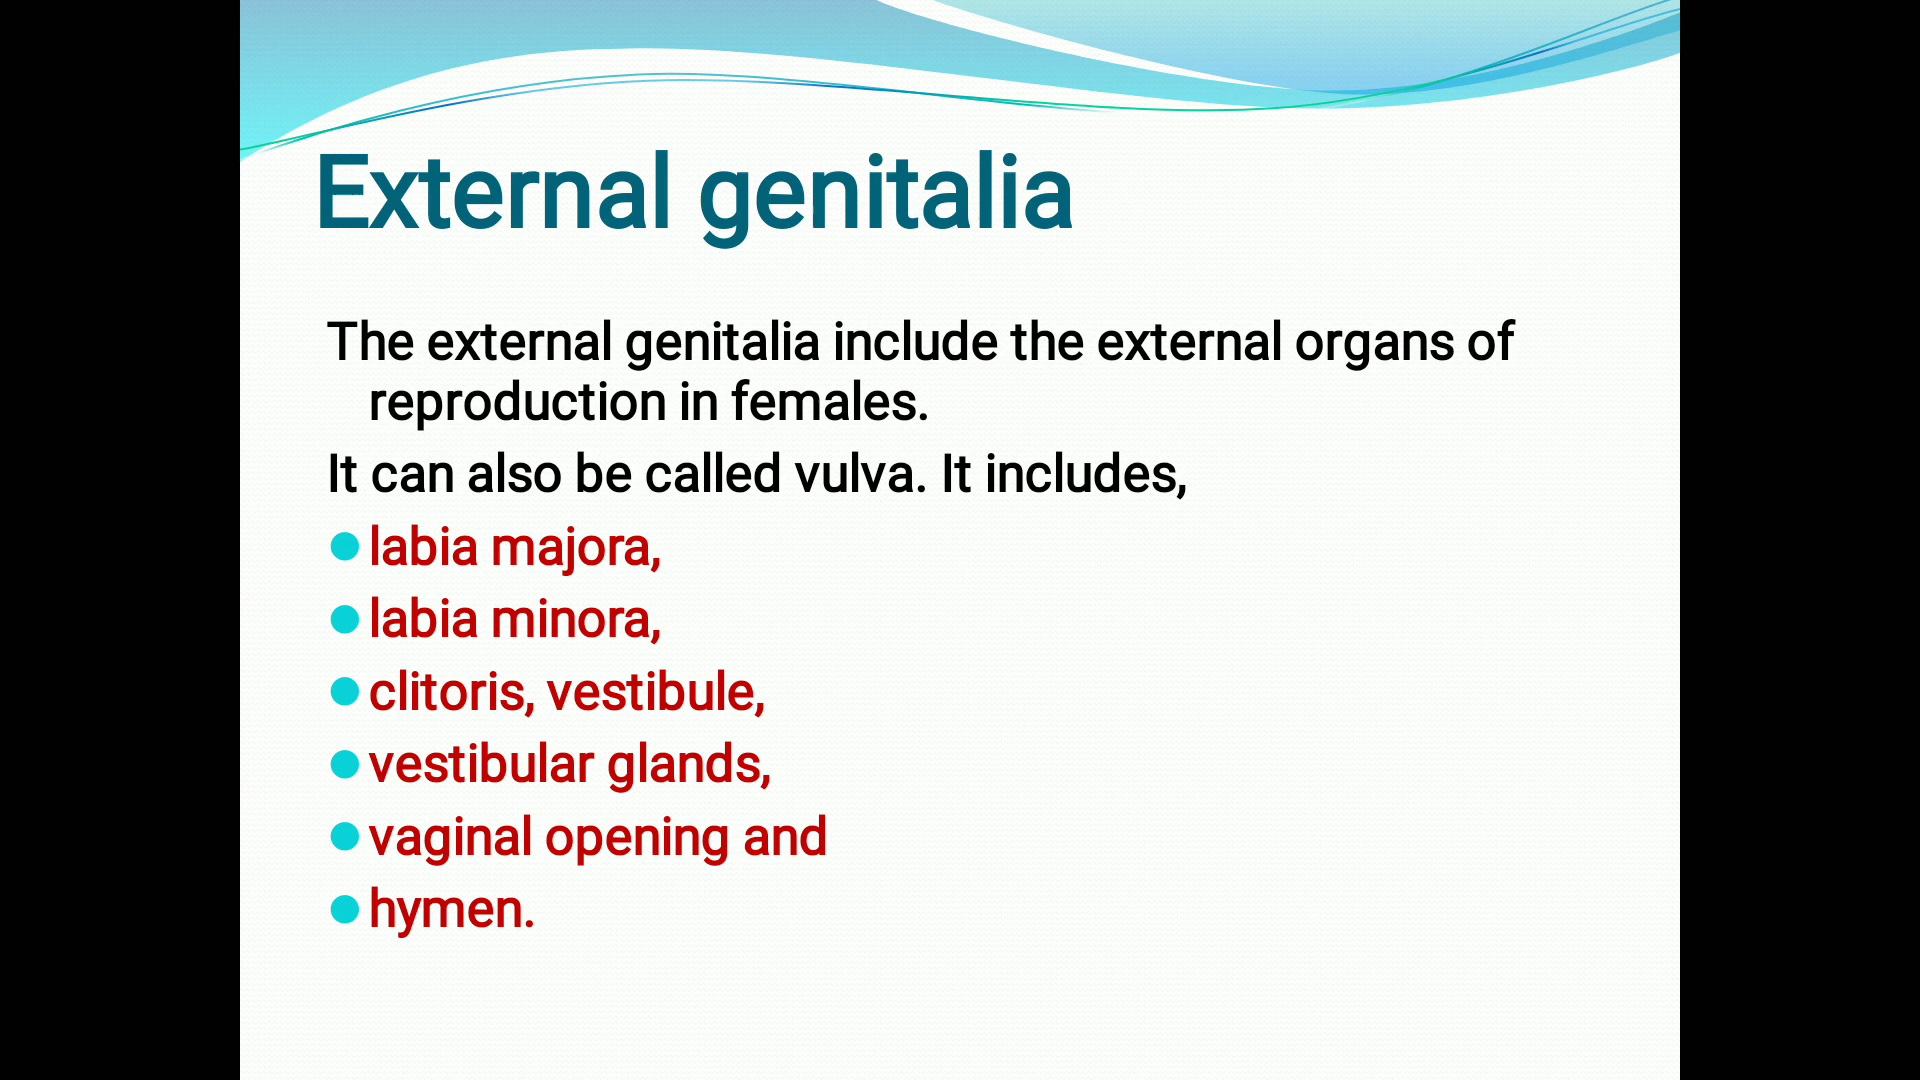 External genitalia
The external genitalia include the external organs of
reproduction in females.
It can also be called vulva. It includes,
labia majora,
labia minora,
clitoris, vestibule,
vestibular glands,
vaginal opening and
hymen.